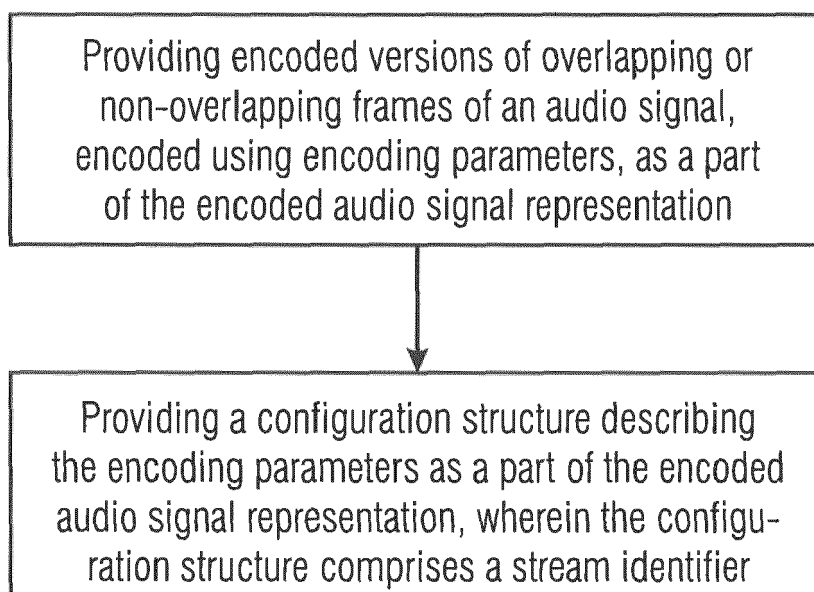 Providing encoded versions of overlapping or
non-overlapping frames of an audio signal,
encoded using encoding parameters, as a part
of the encoded audio signal representation
Providing a configuration structure describing
the encoding parameters as a part of the encoded
audio signal representation, wherein the configu-
ration structure comprises a stream identifier